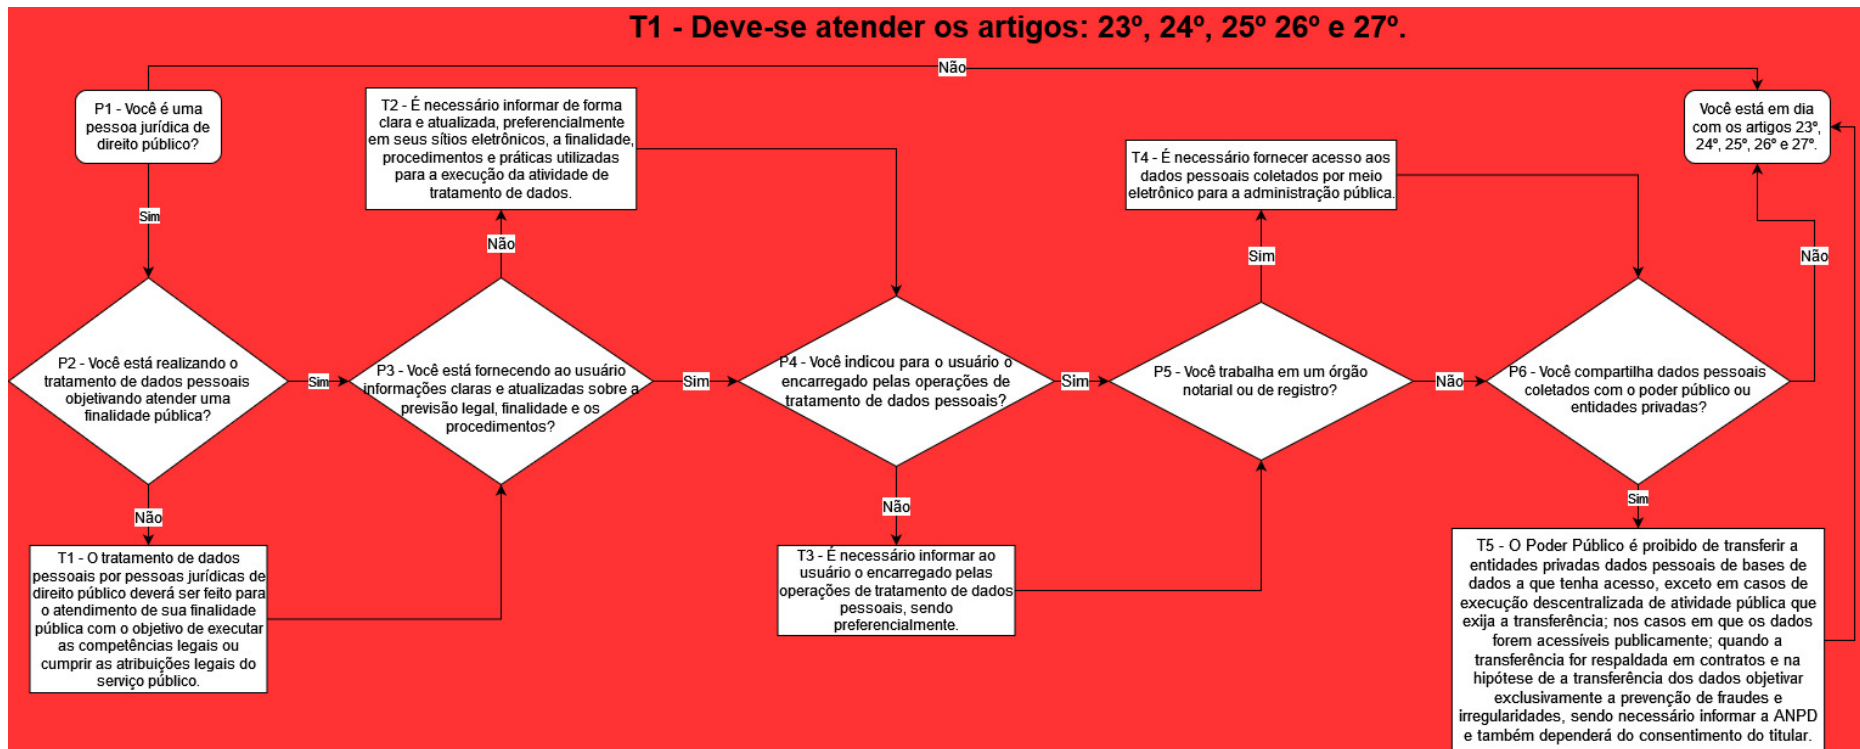 T1 - Deve-se atender os artigos: 23º, 24º, 25º 26º e 27º.
Não
P1 - Você é uma
pessoa jurídica de
direito público?
Sim
P2 - Você está realizando o
tratamento de dados pessoais
objetivando atender uma
finalidade pública?
Não
T1 - O tratamento de dados
pessoais por pessoas jurídicas de
direito público deverá ser feito para
o atendimento de sua finalidade
pública com o objetivo de executar
as competências legais ou
cumprir as atribuições legais do
serviço público.
Sim
T2 - É necessário informar de forma
clara e atualizada, preferencialmente
em seus sítios eletrônicos, a finalidade,
procedimentos e práticas utilizadas
para a execução da atividade de
tratamento de dados.
Não
P3 - Você está fornecendo ao usuário
informações claras e atualizadas sobre a
previsão legal, finalidade e os
procedimentos?
Sim
P4 - Você indicou para o usuário o
encarregado pelas operações de
tratamento de dados pessoais?
Não
T3 - É necessário informar ao
usuário o encarregado pelas
operações de tratamento de dados
pessoais, sendo
preferencialmente.
Sim
T4 - É necessário fornecer acesso aos
dados pessoais coletados por meio
eletrônico para a administração pública.
Sim
P5 - Você trabalha em um órgão
notarial ou de registro?
Não
Você está em dia
com os artigos 23º,
24º, 25º, 26º e 27º.
Não
P6 - Você compartilha dados pessoais
coletados com o poder público ou
entidades privadas?
Sim
T5 - O Poder Público é proibido de transferir a
entidades privadas dados pessoais de bases de
dados a que tenha acesso, exceto em casos de
execução descentralizada de atividade pública que
exija a transferência; nos casos em que os dados
forem acessíveis publicamente; quando a
transferência for respaldada em contratos e na
hipótese de a transferência dos dados objetivar
exclusivamente a prevenção de fraudes e
irregularidades, sendo necessário informar a ANPD
e também dependerá do consentimento do titular.